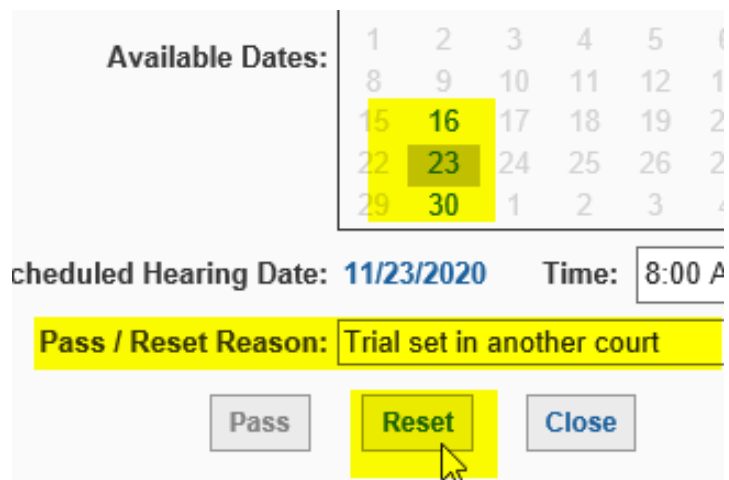 Available Dates:
1 2 3 4 5
8 9 10 11 12
15 16 17 18 19
22 23 24 25 26
29 30 1 2 3
cheduled Hearing Date: 11/23/2020 Time: 8:00 A
Pass / Reset Reason: Trial set in another court
Pass Reset Close